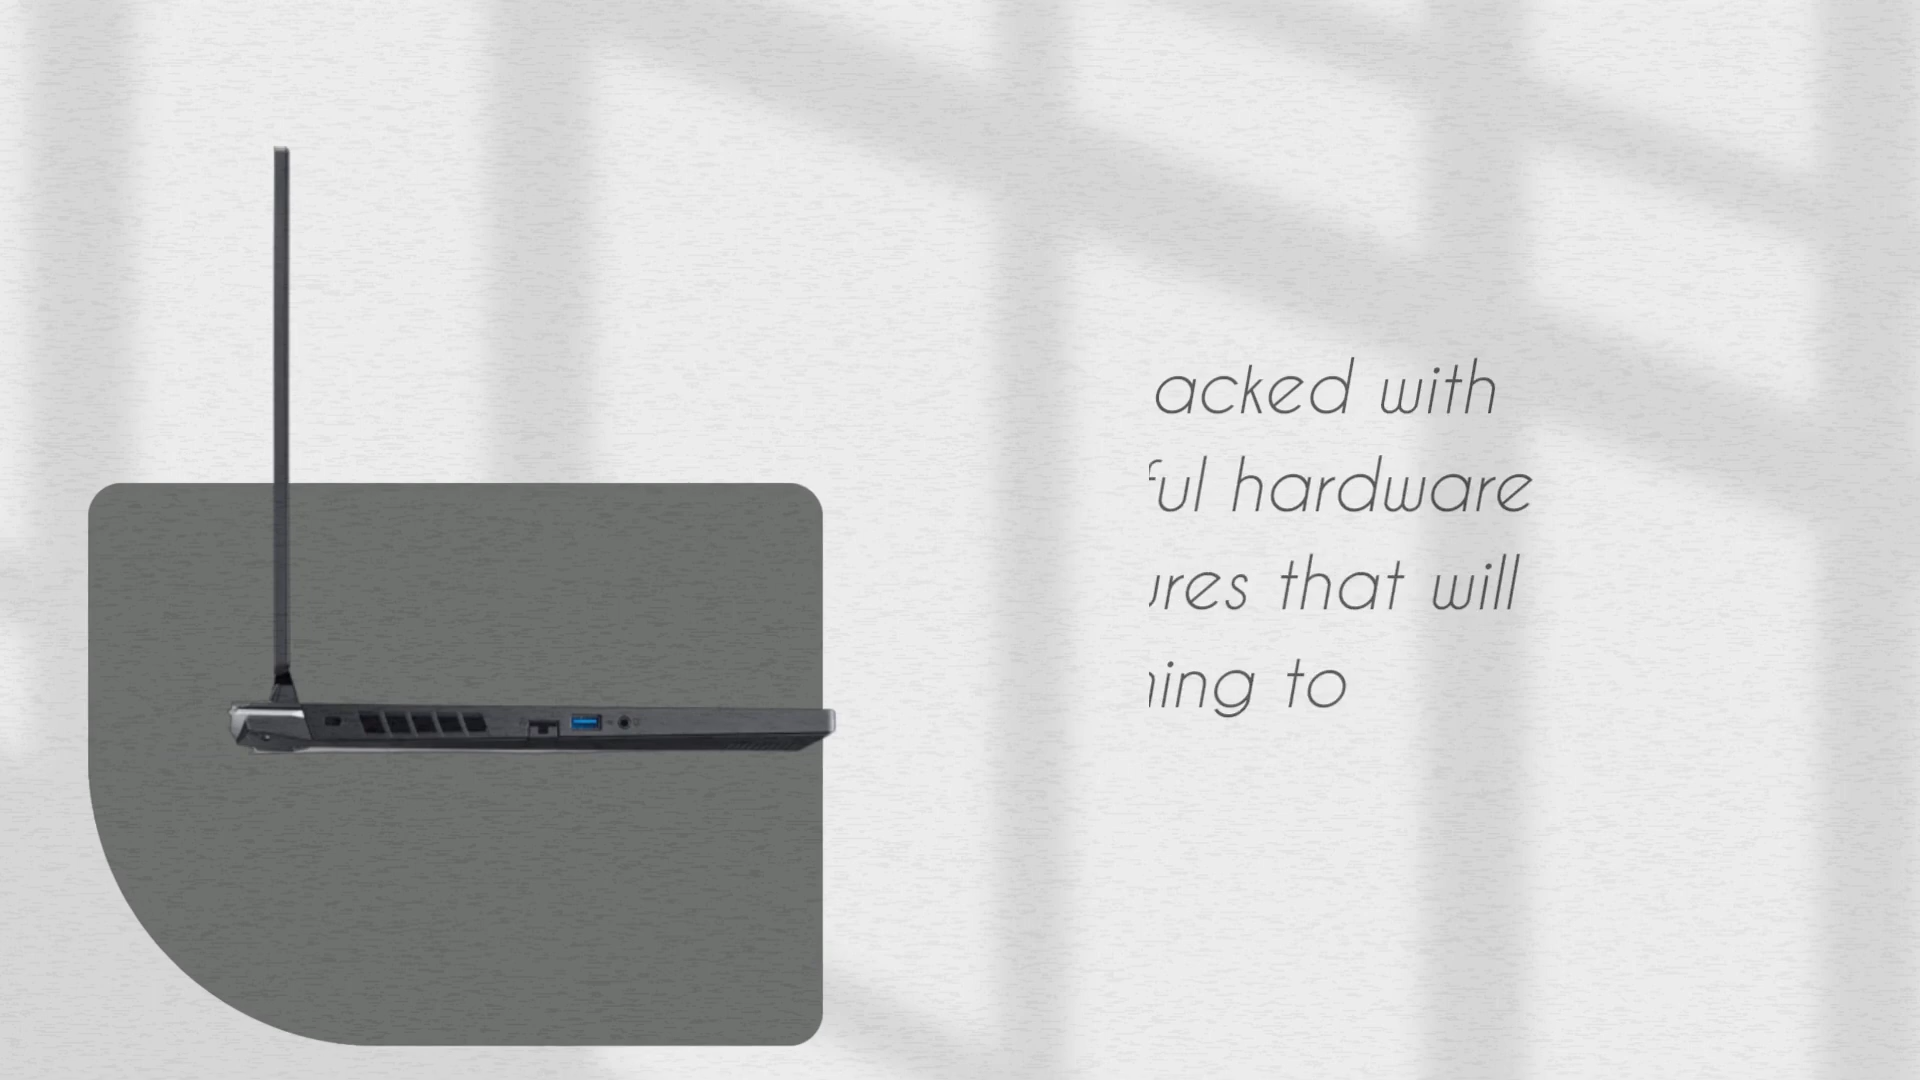 acked with
ful hardware
ures that will
ing to